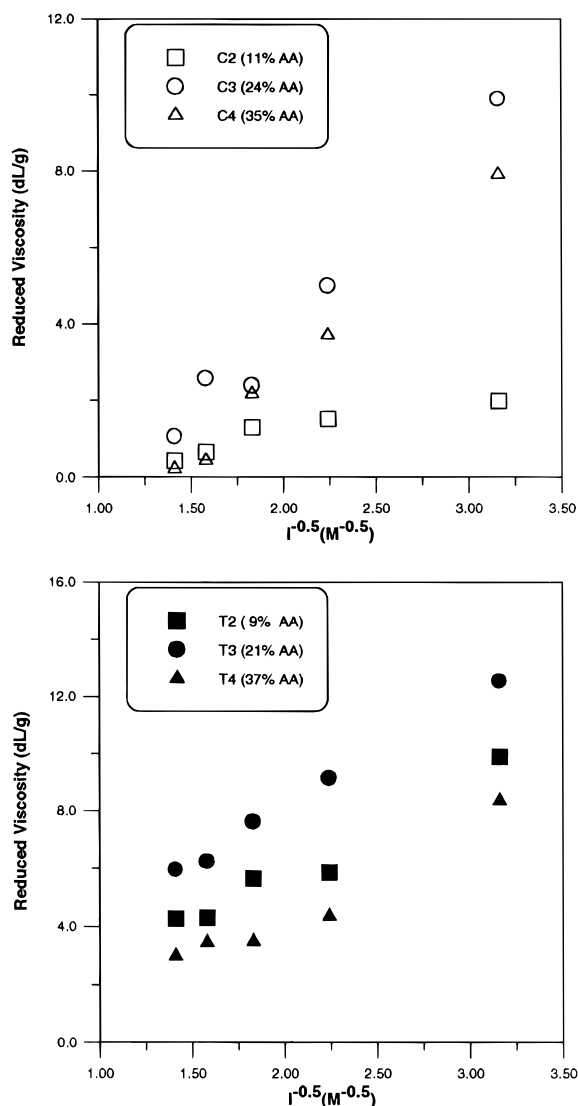 12.0
C2 (11% AA)
C3 (24% AA)
C4 (35% AA)
8.0
4.0
0.0
Reduced Viscosity (dL/g)
1.00 1.50 2.00 2.50 3.00 3.50
I^-0.5 (M^-0.5)
16.0
T2 ( 9% AA)
T3 (21% AA)
T4 (37% AA)
12.0
8.0
4.0
0.0
Reduced Viscosity (dL/g)
1.00 1.50 2.00 2.50 3.00 3.50
I^-0.5 (M^-0.5)